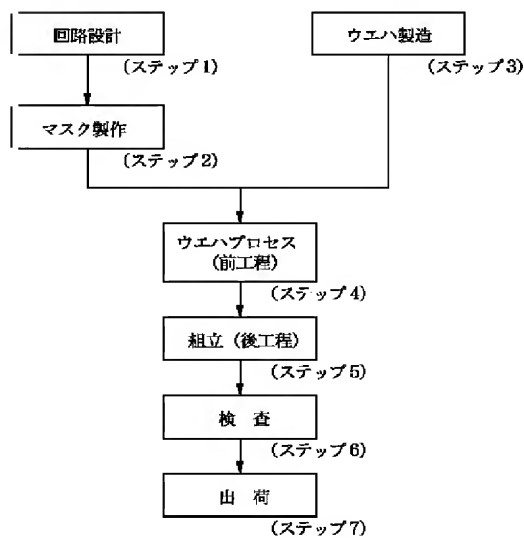 回路設計
(ステップ1)
ウエハ製造
(ステップ3)
マスク製作
(ステップ2)
ウエハプロセス
(前工程)
(ステップ4)
組立(後工程)
(ステップ5)
検 査
(ステップ6)
出 荷
(ステップ7)